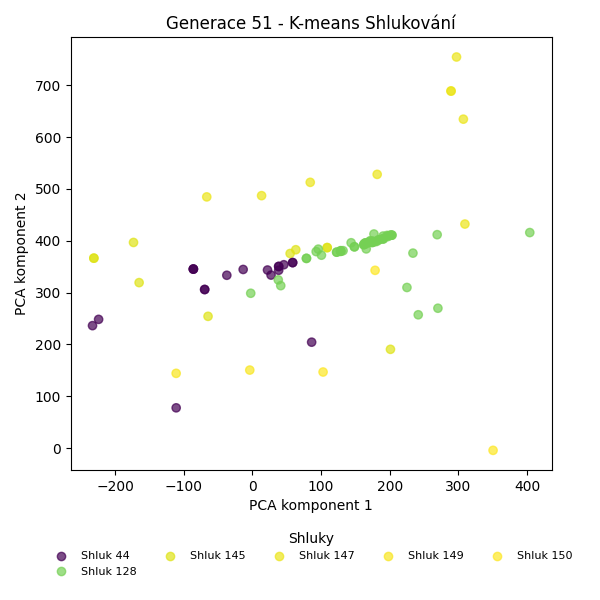 Generace 51 - K-means Shlukování
PCA komponent 2
700
600
500
400
300
200
100
0
−200 −100 0 100 200 300 400
PCA komponent 1
Shluky
Shluk 44 Shluk 145 Shluk 147 Shluk 149 Shluk 150
Shluk 128